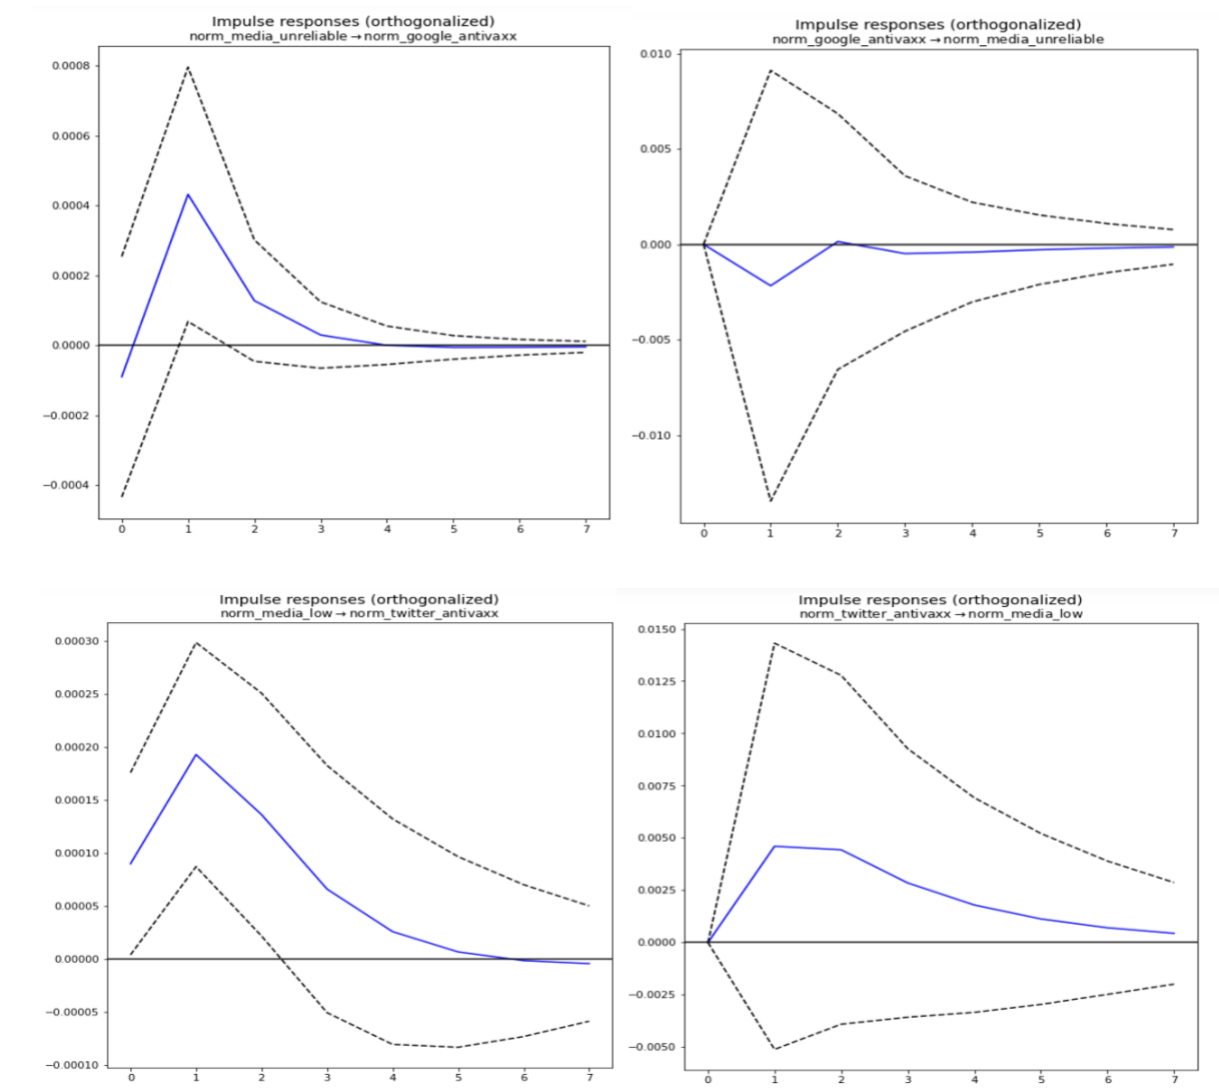 Impulse responses (orthogonalized)
norm_media_unreliable→norm_google_antivaxx
0.0008
0.0006
0.0004
0.0002
0.0000
−0.0002
−0.0004
0 1 2 3 4 5 6 7
Impulse responses (orthogonalized)
norm_google_antivaxx→norm_media_unreliable
0.010
0.005
0.000
−0.005
−0.010
0 1 2 3 4 5 6 7
Impulse responses (orthogonalized)
norm_media_low→norm_twitter_antivaxx
0.00030
0.00025
0.00020
0.00015
0.00010
0.00005
0.00000
−0.00005
−0.00010
0 1 2 3 4 5 6 7
Impulse responses (orthogonalized)
norm_twitter_antivaxx→norm_media_low
0.0150
0.0125
0.0100
0.0075
0.0050
0.0025
0.0000
−0.0025
−0.0050
0 1 2 3 4 5 6 7